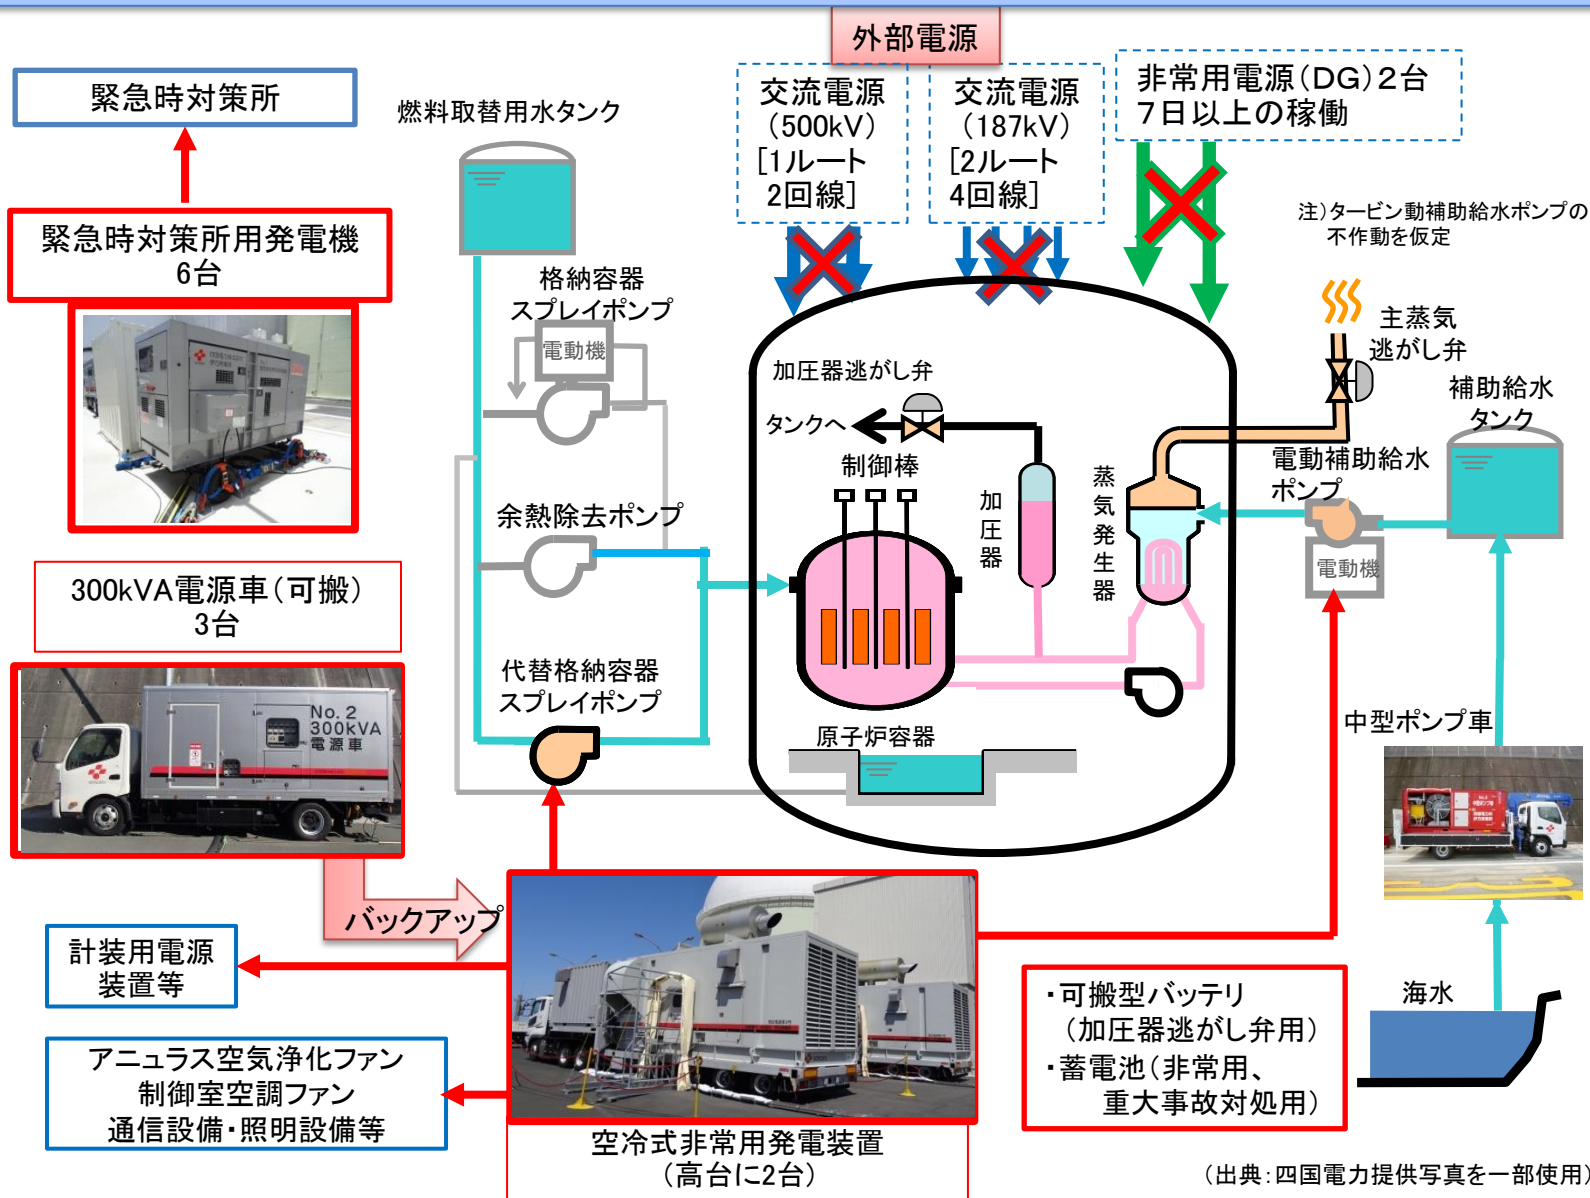 外部電源
緊急時対策所
燃料取替用水タンク
交流電源
(500kV)
[1ルート
2回線]
交流電源
(187kV)
[2ルート
4回線]
非常用電源(DG)2台
7日以上の稼働
注)タービン動補助給水ポンプの
不作動を仮定
緊急時対策所用発電機
6台
格納容器
スプレイポンプ
電動機
主蒸気
逃がし弁
加圧器逃がし弁
タンクへ
制御棒
加圧器
蒸気発生器
補助給水
タンク
電動補助給水
ポンプ
電動機
余熱除去ポンプ
300kVA電源車(可搬)
3台
代替格納容器
スプレイポンプ
No.2
300kVA
電源車
原子炉容器
中型ポンプ車
バックアップ
計装用電源
装置等
アニュラス空気浄化ファン
制御室空調ファン
通信設備・照明設備等
空冷式非常用発電装置
(高台に2台)
・可搬型バッテリ
(加圧器逃がし弁用)
・蓄電池(非常用、
重大事故対処用)
海水
(出典:四国電力提供写真を一部使用)